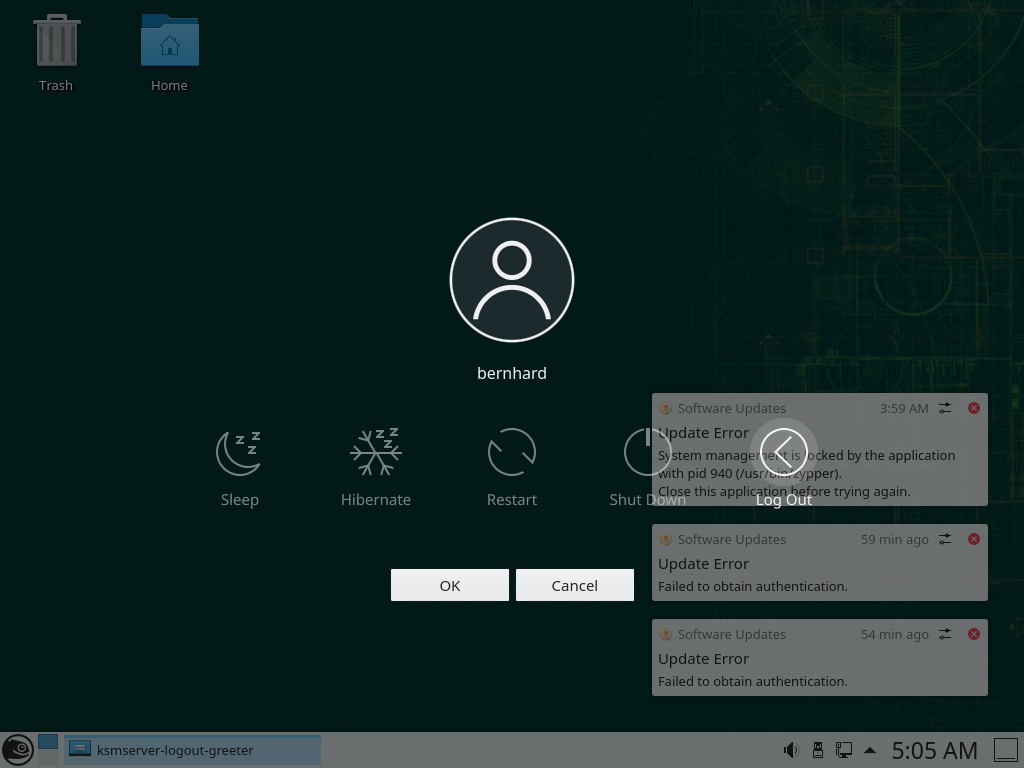 Trash
Home
bernhard
Sleep
Hibernate
Restart
Shut Down
Log Out
OK
Cancel
Software Updates 3:59 AM
Update Error
System management is locked by the application
with pid 940 (/usr/bin/zypper).
Close this application before trying again.
Software Updates 59 min ago
Update Error
Failed to obtain authentication.
Software Updates 54 min ago
Update Error
Failed to obtain authentication.
ksmserver-logout-greeter
5:05 AM